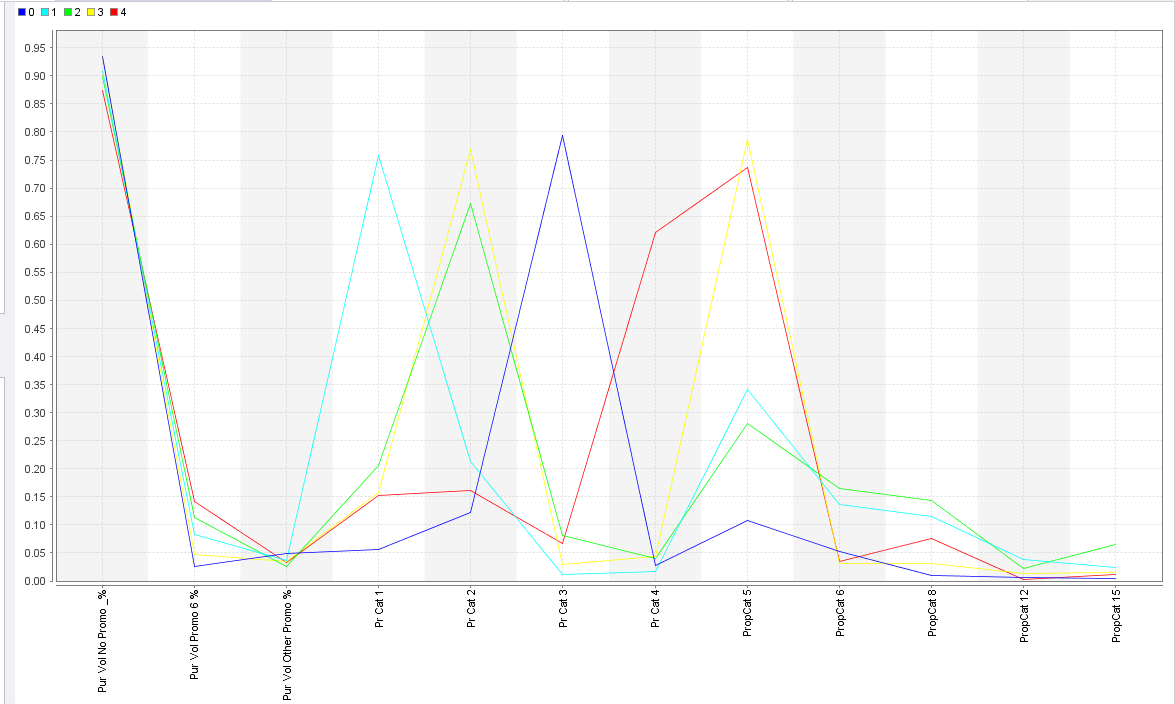 0 1 2 3 4
0.95
0.90
0.85
0.80
0.75
0.70
0.65
0.60
0.55
0.50
0.45
0.40
0.35
0.30
0.25
0.20
0.15
0.10
0.05
0.00
Pur Vol No Promo _%
Pur Vol Promo 6 %
Pur Vol Other Promo %
Pr Cat 1
Pr Cat 2
Pr Cat 3
Pr Cat 4
PropCat 5
PropCat 6
PropCat 8
PropCat 12
PropCat 15